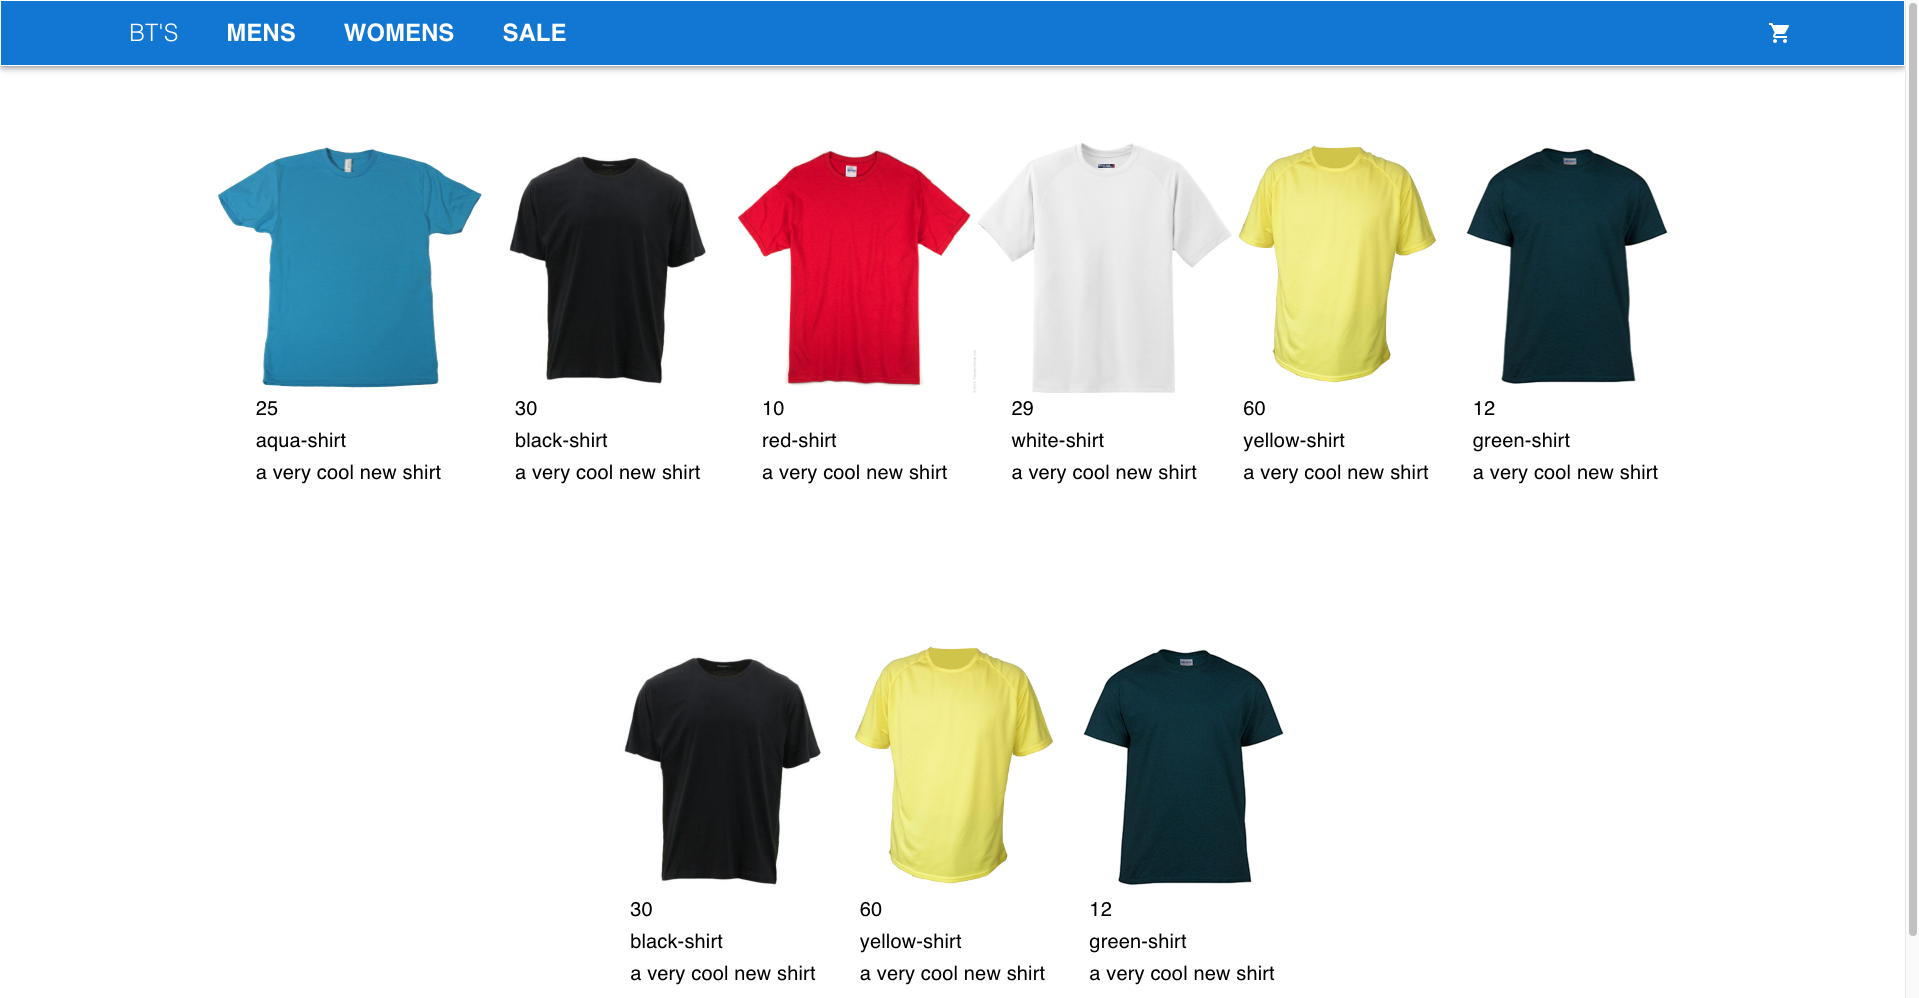 BT'S MENS WOMENS SALE
25 30 10 29 60 12
aqua-shirt black-shirt red-shirt white-shirt yellow-shirt green-shirt
a very cool new shirt a very cool new shirt a very cool new shirt a very cool new shirt a very cool new shirt a very cool new shirt
30 60 12
black-shirt yellow-shirt green-shirt
a very cool new shirt a very cool new shirt a very cool new shirt